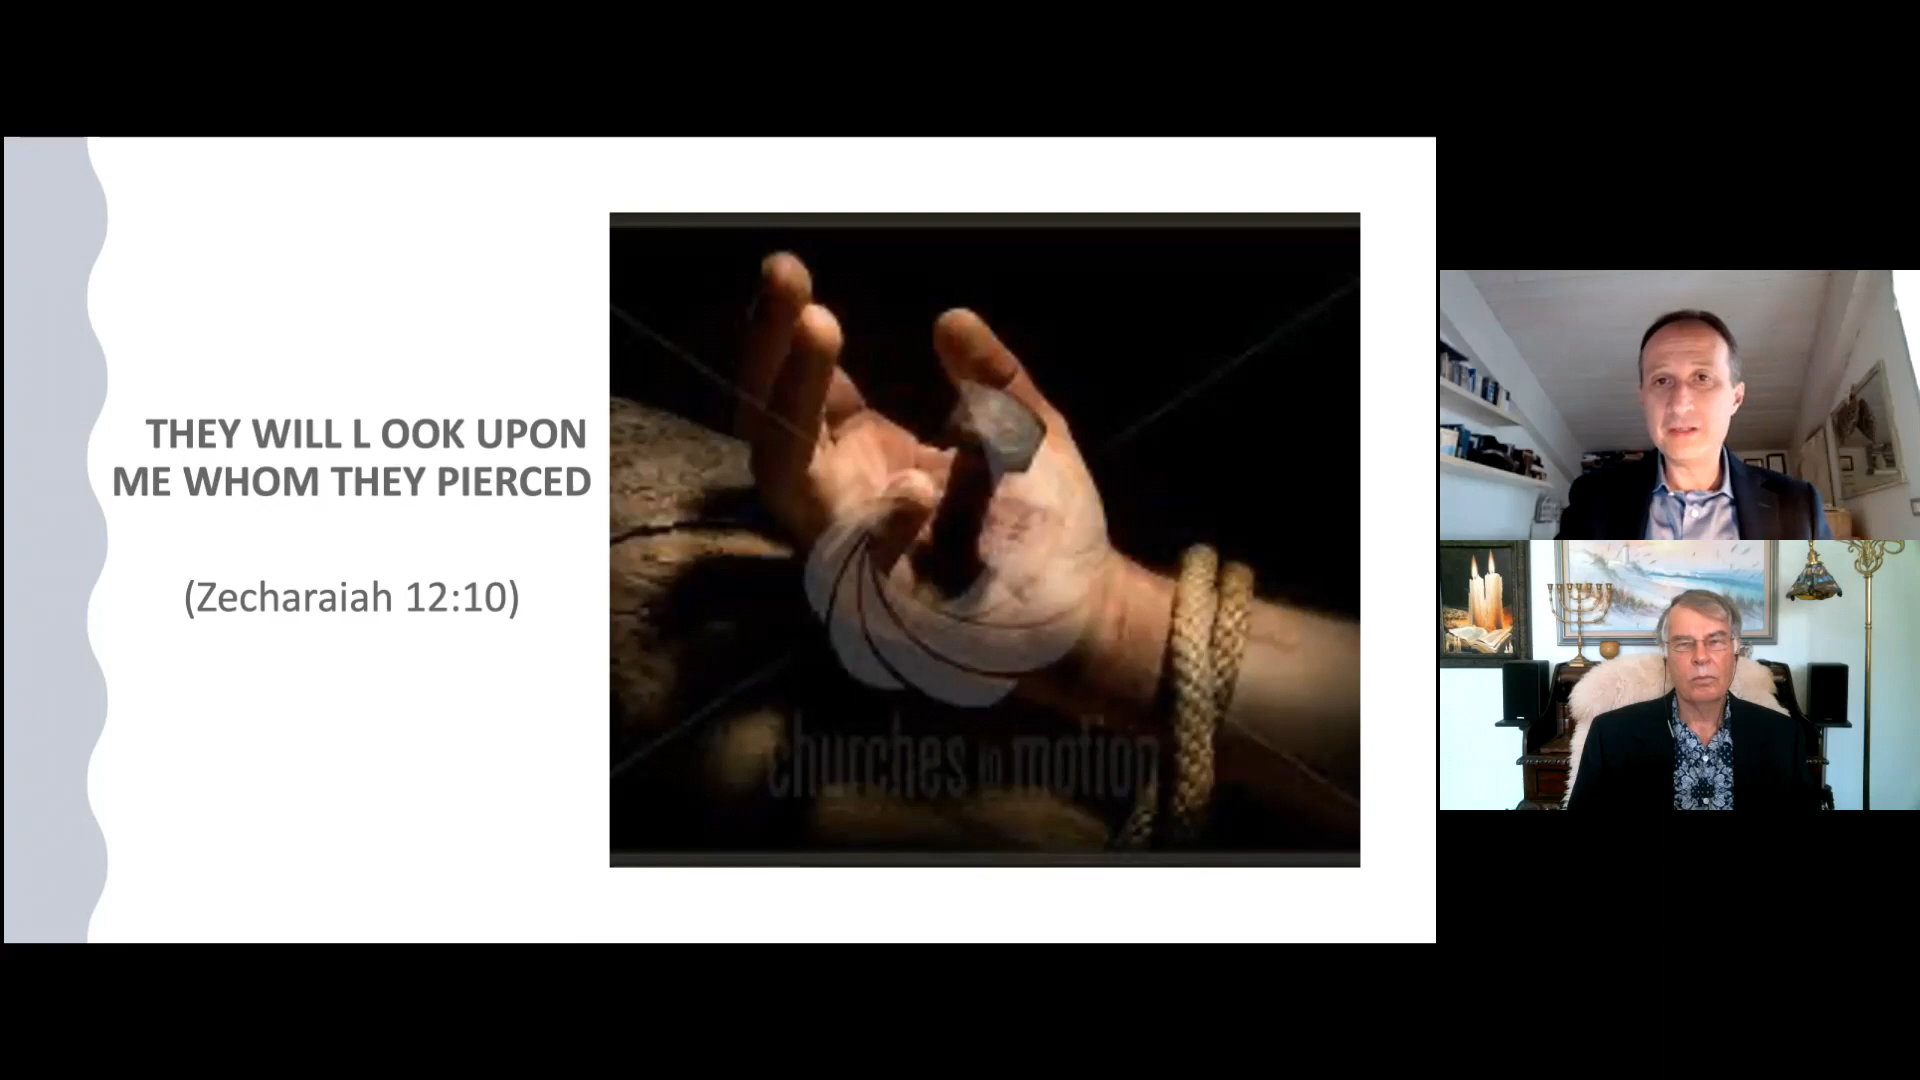 THEY WILL L OOK UPON
ME WHOM THEY PIERCED
(Zecharaiah 12:10)
churches in motion